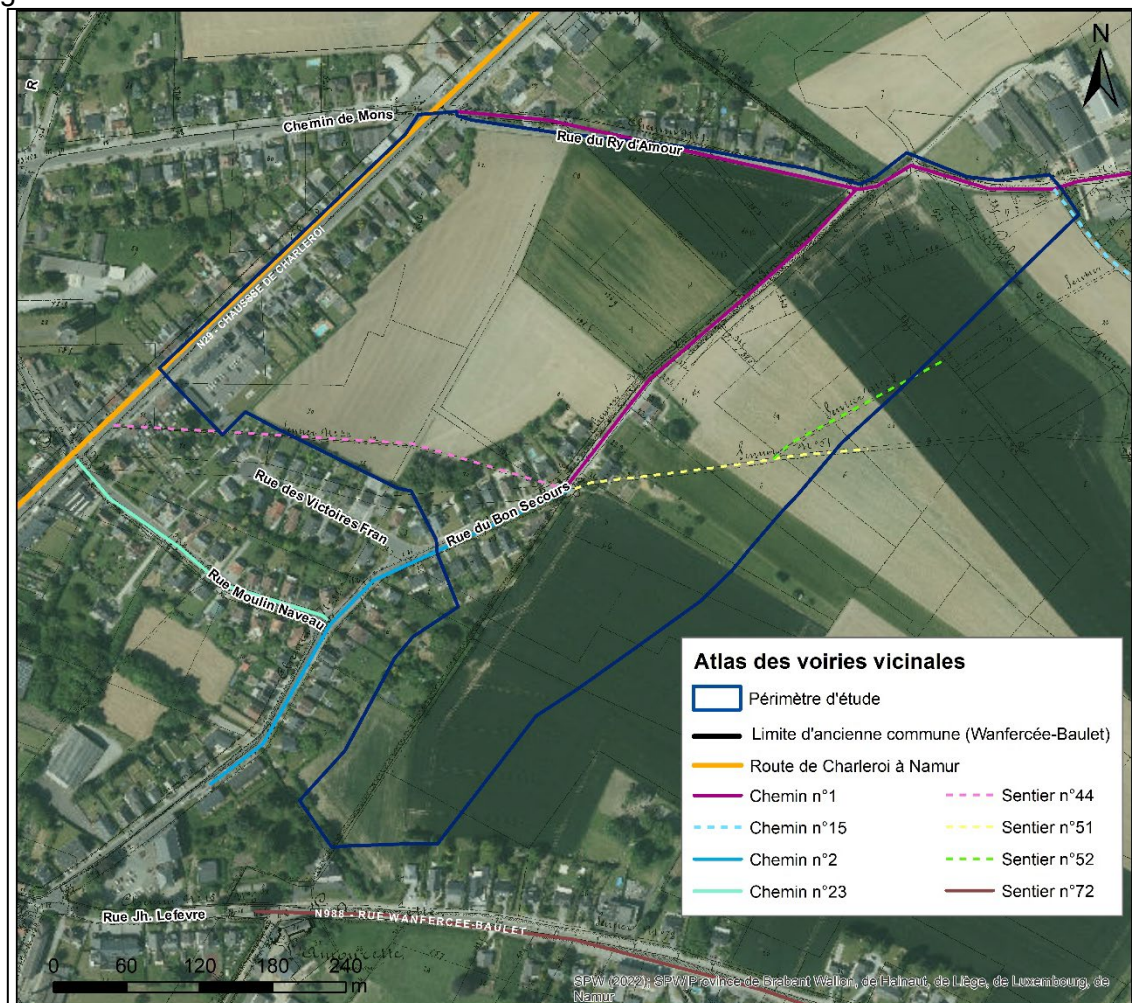 N
R
Chemin de Mons
Rue du Ry d'Amour
N29 - CHAUSSSE DE CHARLEROI
Rue des Victoires Fran
Rue du Bon Secours
Rue Moulin Naveau
Atlas des voiries vicinales
Périmètre d'étude
Limite d'ancienne commune (Wanfercée-Baulet)
Route de Charleroi à Namur
Chemin n°1
Sentier n°44
Chemin n°15
Sentier n°51
Chemin n°2
Sentier n°52
Chemin n°23
Sentier n°72
Rue Jh. Lefevre
N988 - RUE WANFERCEE-BAULET
0 60 120 180 240
m
SPW (2022); SPW/Province de Brabant Wallon, de Hainaut, de Liège, de Luxembourg, de
Namur